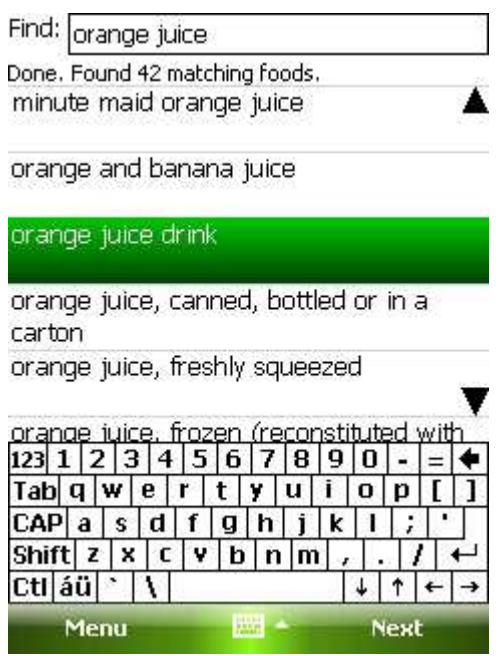 Find: orange juice
Done. Found 42 matching foods.
minute maid orange juice
orange and banana juice
orange juice drink
orange juice, canned, bottled or in a
carton
orange juice, freshly squeezed
orange juice, frozen (reconstituted with
123 1 2 3 4 5 6 7 8 9 0 - =
Tab q w e r t y u i o p [ ]
CAP a s d f g h j k l ; '
Shift z x c v b n m , . /
Ctl áü ` \ ↓ ↑ ← →
Menu Next